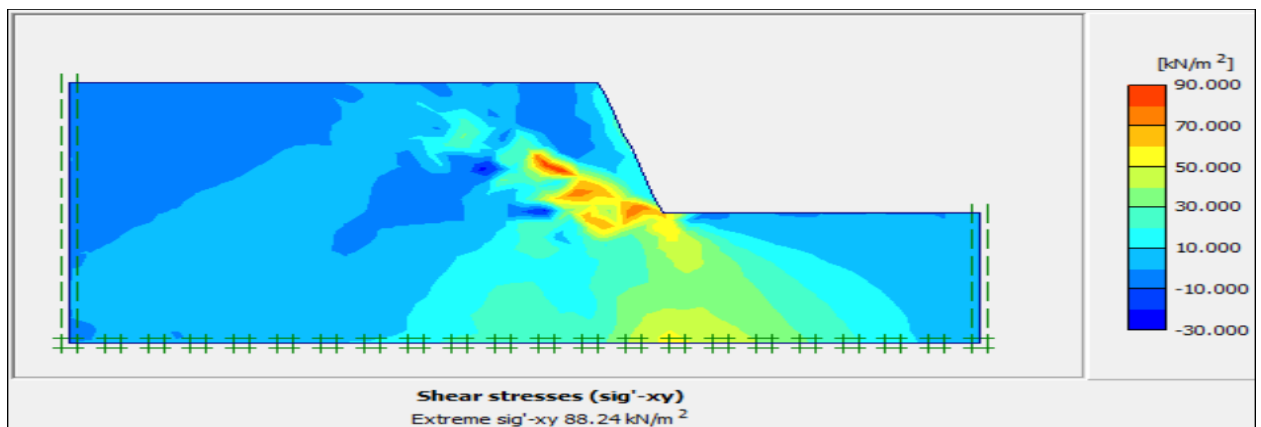 [kN/m ²]
90.000
70.000
50.000
30.000
10.000
-10.000
-30.000
Shear stresses (sig'-xy)
Extreme sig'-xy 88.24 kN/m ²